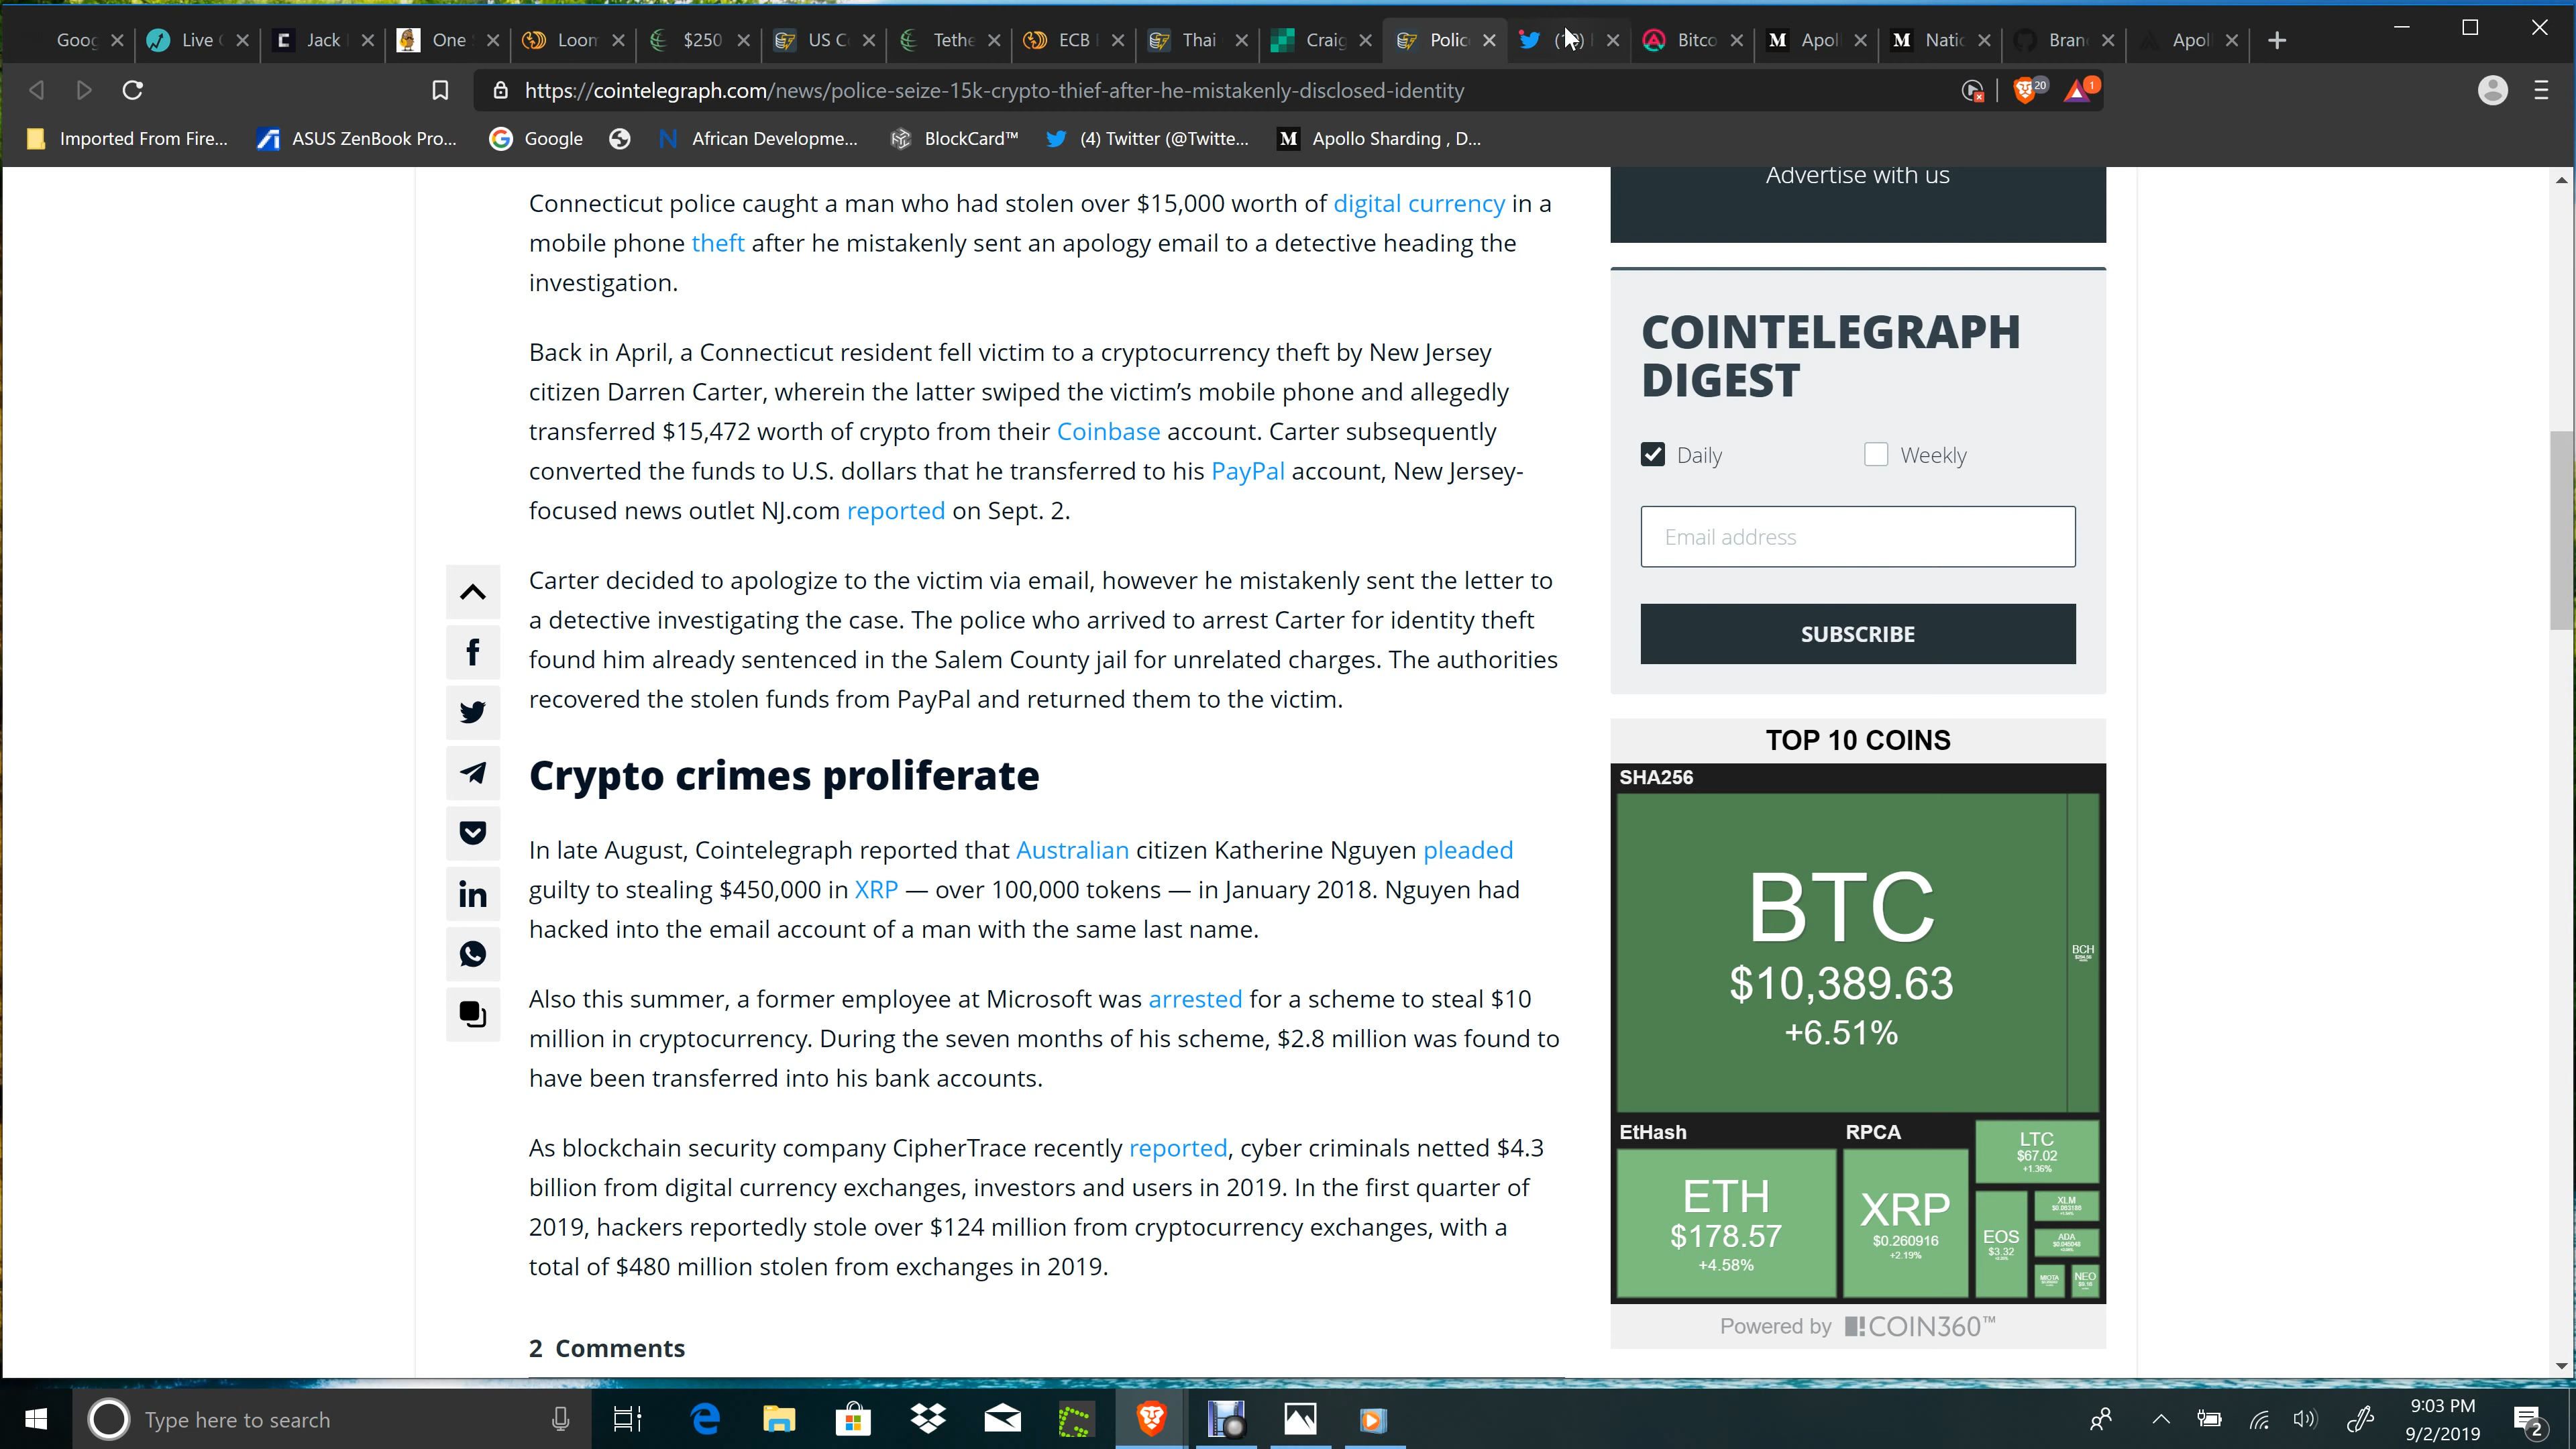 Goog
Live
Jack
One
Loom
$250
US C
Tethe
ECB
Thai
Craig
Polic
Bitco
Apoll
Natio
Bran
Apol
https://cointelegraph.com/news/police-seize-15k-crypto-thief-after-he-mistakenly-disclosed-identity
20
1
Imported From Fire...
ASUS ZenBook Pro...
Google
African Developme...
BlockCard™
(4) Twitter (@Twitte...
Apollo Sharding , D...
Connecticut police caught a man who had stolen over $15,000 worth of digital currency in a
mobile phone theft after he mistakenly sent an apology email to a detective heading the
investigation.
Back in April, a Connecticut resident fell victim to a cryptocurrency theft by New Jersey
citizen Darren Carter, wherein the latter swiped the victim's mobile phone and allegedly
transferred $15,472 worth of crypto from their Coinbase account. Carter subsequently
converted the funds to U.S. dollars that he transferred to his PayPal account, New Jersey-
focused news outlet NJ.com reported on Sept. 2.
Carter decided to apologize to the victim via email, however he mistakenly sent the letter to
a detective investigating the case. The police who arrived to arrest Carter for identity theft
found him already sentenced in the Salem County jail for unrelated charges. The authorities
recovered the stolen funds from PayPal and returned them to the victim.
Crypto crimes proliferate
In late August, Cointelegraph reported that Australian citizen Katherine Nguyen pleaded
guilty to stealing $450,000 in XRP — over 100,000 tokens — in January 2018. Nguyen had
hacked into the email account of a man with the same last name.
Also this summer, a former employee at Microsoft was arrested for a scheme to steal $10
million in cryptocurrency. During the seven months of his scheme, $2.8 million was found to
have been transferred into his bank accounts.
As blockchain security company CipherTrace recently reported, cyber criminals netted $4.3
billion from digital currency exchanges, investors and users in 2019. In the first quarter of
2019, hackers reportedly stole over $124 million from cryptocurrency exchanges, with a
total of $480 million stolen from exchanges in 2019.
2 Comments
Advertise with us
COINTELEGRAPH
DIGEST
Daily
Weekly
Email address
SUBSCRIBE
TOP 10 COINS
SHA256
BTC
$10,389.63
+6.51%
BCH
EtHash
ETH
$178.57
+4.58%
RPCA
XRP
$0.260916
+2.19%
LTC
$67.02
+1.36%
EOS
$3.32
XLM
ADA
MIOTA
NEO
Powered by COIN360™
Type here to search
9:03 PM
9/2/2019
2